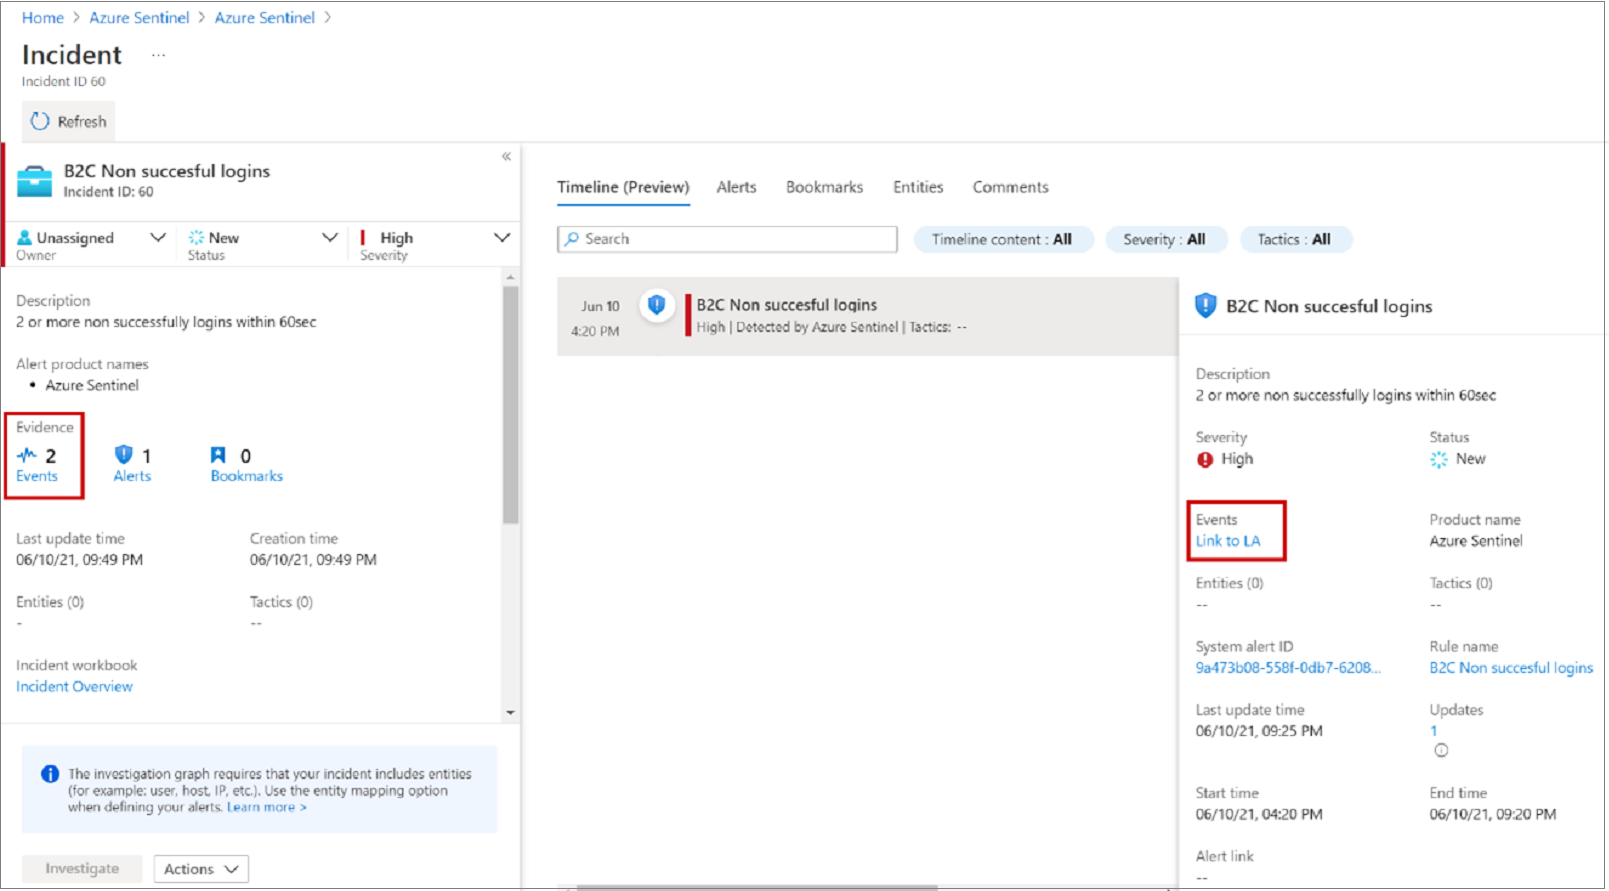 Home > Azure Sentinel > Azure Sentinel >
Incident ...
Incident ID 60
Refresh
«
B2C Non succesful logins
Incident ID: 60
Unassigned
Owner
New
Status
High
Severity
Description
2 or more non successfully logins within 60sec
Alert product names
• Azure Sentinel
Evidence
2
Events
1
Alerts
0
Bookmarks
Last update time
06/10/21, 09:49 PM
Creation time
06/10/21, 09:49 PM
Entities (0)
-
Tactics (0)
--
Incident workbook
Incident Overview
The investigation graph requires that your incident includes entities
(for example: user, host, IP, etc.). Use the entity mapping option
when defining your alerts. Learn more >
Investigate
Actions
Timeline (Preview) Alerts Bookmarks Entities Comments
Search
Timeline content : All
Severity : All
Tactics : All
Jun 10
4:20 PM
B2C Non succesful logins
High | Detected by Azure Sentinel | Tactics: --
B2C Non succesful logins
Description
2 or more non successfully logins within 60sec
Severity
High
Status
New
Events
Link to LA
Product name
Azure Sentinel
Entities (0)
--
Tactics (0)
--
System alert ID
9a473b08-558f-0db7-6208...
Rule name
B2C Non succesful logins
Last update time
06/10/21, 09:25 PM
Updates
1
Start time
06/10/21, 04:20 PM
End time
06/10/21, 09:20 PM
Alert link
--